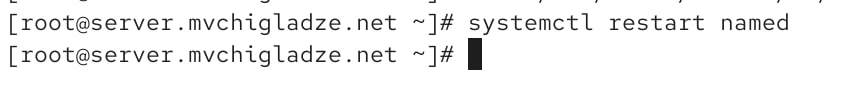 [root@server.mvchigladze.net ~]# systemctl restart named
[root@server.mvchigladze.net ~]#